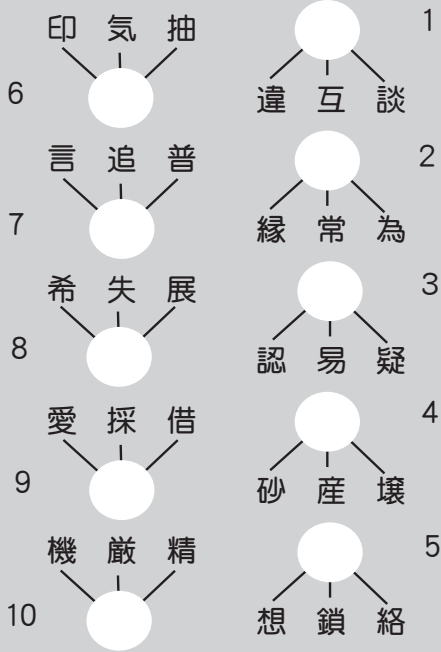 1
違 互 談
2
縁 常 為
3
認 易 疑
4
砂 産 壌
5
想 鎖 絡
印 気 抽
6
言 追 普
7
希 失 展
8
愛 採 借
9
機 厳 精
10